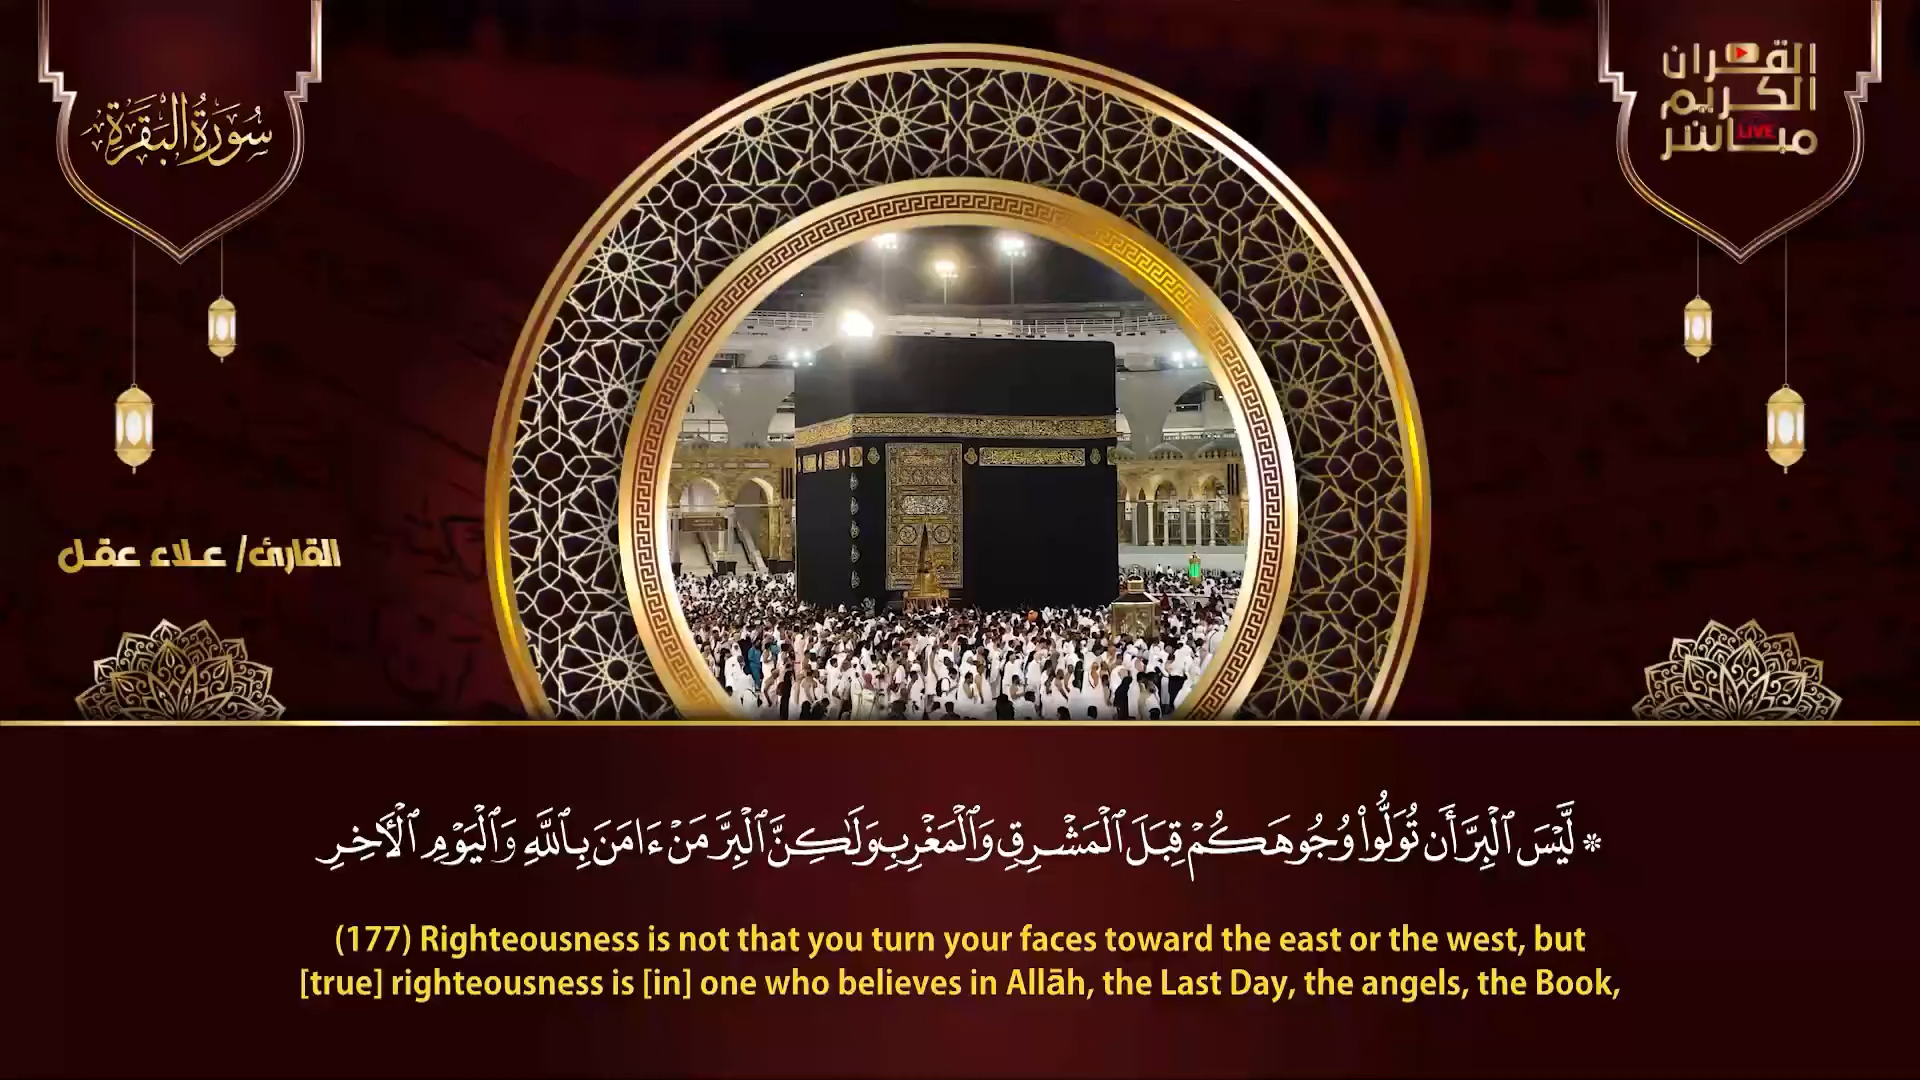 سُورَةُ البَقَرَةِ
القرآن
الكريم
مباشر
LIVE
القارئ/ علاء عقل
* لَّيْسَ ٱلْبِرَّ أَن تُوَلُّوا۟ وُجُوهَكُمْ قِبَلَ ٱلْمَشْرِقِ وَٱلْمَغْرِبِ وَلَٰكِنَّ ٱلْبِرَّ مَنْ ءَامَنَ بِٱللَّهِ وَٱلْيَوْمِ ٱلْأَخِرِ
(177) Righteousness is not that you turn your faces toward the east or the west, but
[true] righteousness is [in] one who believes in Allāh, the Last Day, the angels, the Book,